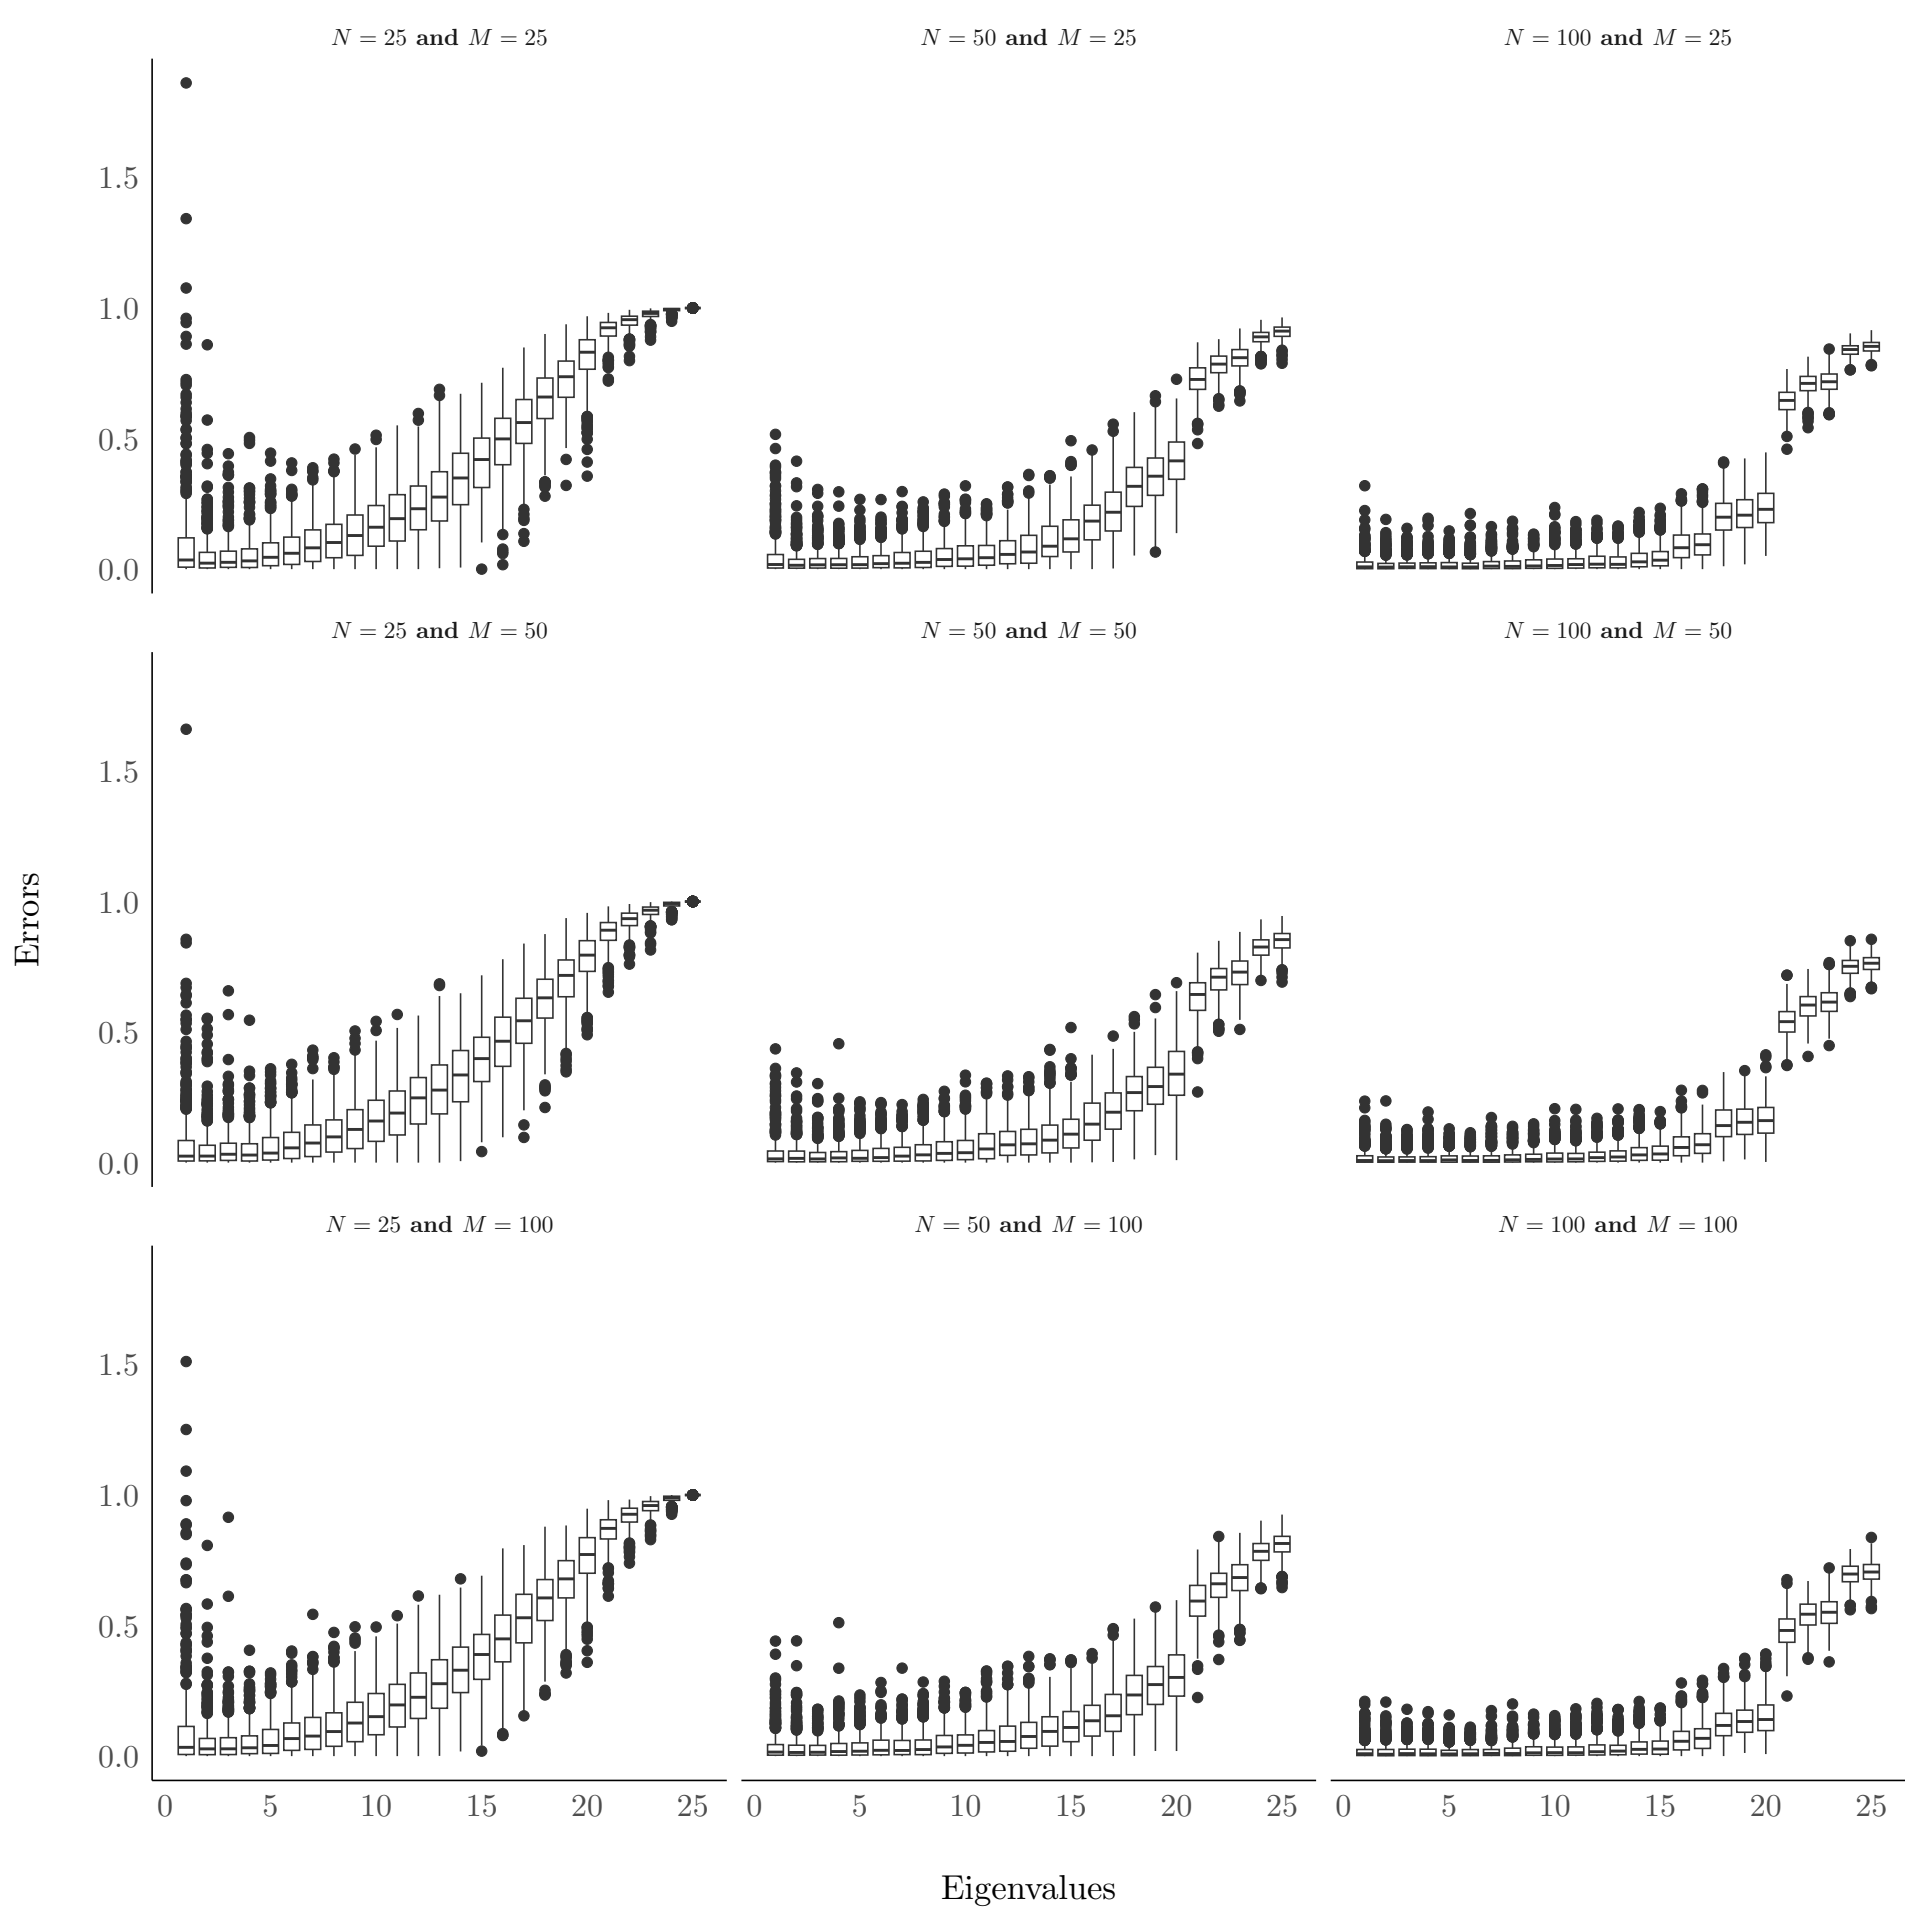 N = 25 and M = 25
N = 50 and M = 25
N = 100 and M = 25
1.5
1.0
0.5
0.0
N = 25 and M = 50
N = 50 and M = 50
N = 100 and M = 50
1.5
1.0
0.5
0.0
Errors
N = 25 and M = 100
N = 50 and M = 100
N = 100 and M = 100
1.5
1.0
0.5
0.0
0 5 10 15 20 25
0 5 10 15 20 25
0 5 10 15 20 25
Eigenvalues